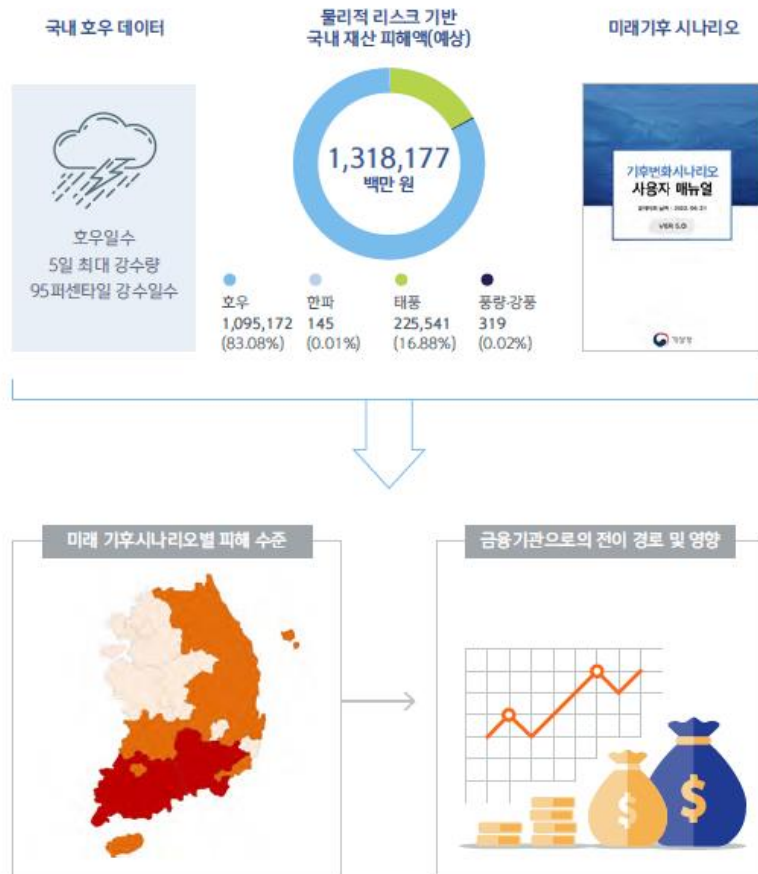 국내 호우 데이터
물리적 리스크 기반
국내 재산 피해액(예상)
미래기후 시나리오
호우일수
5일 최대 강수량
95퍼센타일 강수일수
1,318,177
백만 원
호우
1,095,172
(83.08%)
한파
145
(0.01%)
태풍
225,541
(16.88%)
풍랑·강풍
319
(0.02%)
기후변화시나리오
사용자 매뉴얼
VER 5.0
기상청
미래 기후시나리오별 피해 수준
금융기관으로의 전이 경로 및 영향
$
$